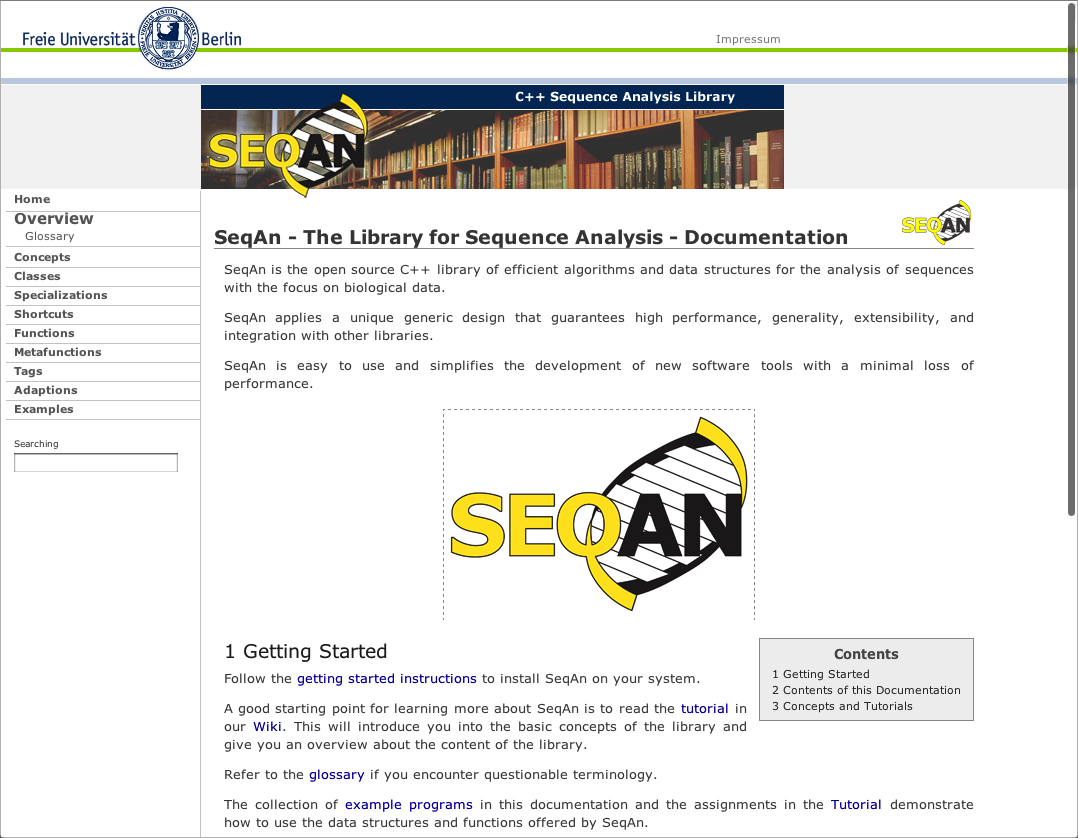 Freie Universität Berlin
Impressum
C++ Sequence Analysis Library
SEQAN
Home
Overview
Glossary
Concepts
Classes
Specializations
Shortcuts
Functions
Metafunctions
Tags
Adaptions
Examples
Searching
SEQAN
SeqAn - The Library for Sequence Analysis - Documentation
SeqAn is the open source C++ library of efficient algorithms and data structures for the analysis of sequences
with the focus on biological data.
SeqAn applies a unique generic design that guarantees high performance, generality, extensibility, and
integration with other libraries.
SeqAn is easy to use and simplifies the development of new software tools with a minimal loss of
performance.
SEQAN
1 Getting Started
Follow the getting started instructions to install SeqAn on your system.
A good starting point for learning more about SeqAn is to read the tutorial in
our Wiki. This will introduce you into the basic concepts of the library and
give you an overview about the content of the library.
Contents
1 Getting Started
2 Contents of this Documentation
3 Concepts and Tutorials
Refer to the glossary if you encounter questionable terminology.
The collection of example programs in this documentation and the assignments in the Tutorial demonstrate
how to use the data structures and functions offered by SeqAn.